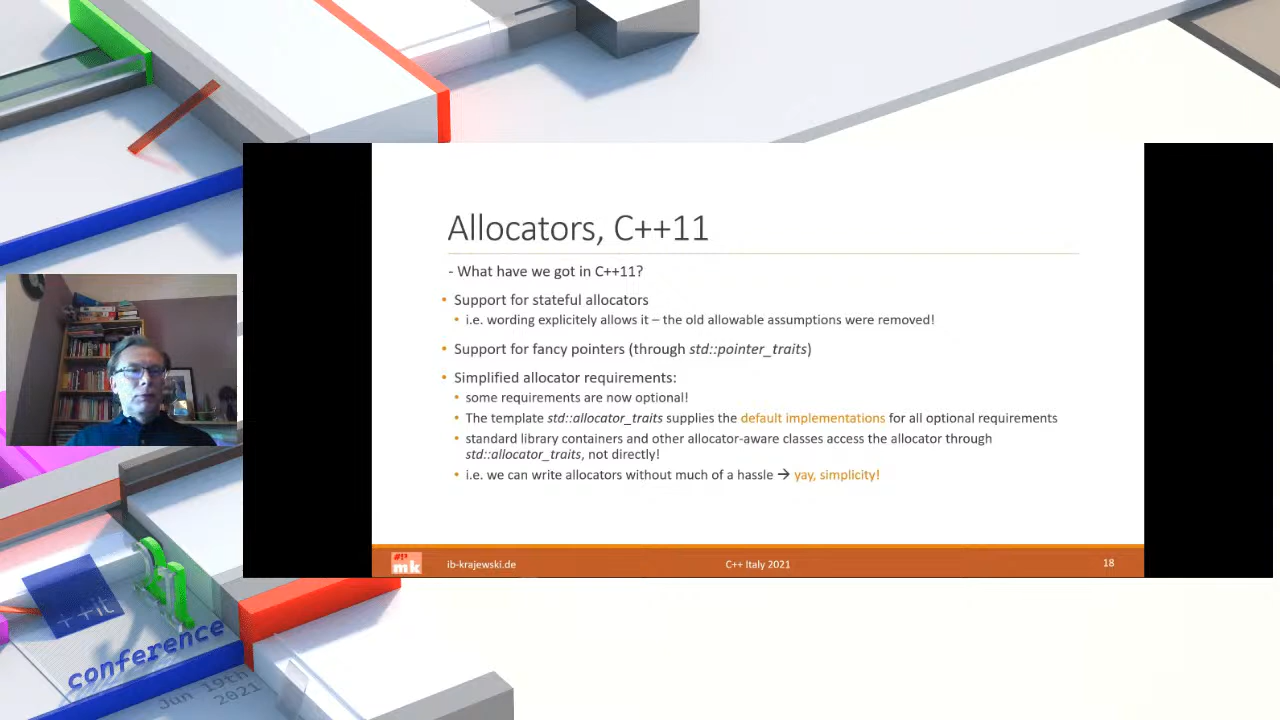 Allocators, C++11
- What have we got in C++11?
• Support for stateful allocators
• i.e. wording explicitely allows it – the old allowable assumptions were removed!
• Support for fancy pointers (through std::pointer_traits)
• Simplified allocator requirements:
• some requirements are now optional!
• The template std::allocator_traits supplies the default implementations for all optional requirements
• standard library containers and other allocator-aware classes access the allocator through
std::allocator_traits, not directly!
• i.e. we can write allocators without much of a hassle → yay, simplicity!
mk
ib-krajewski.de
C++ Italy 2021
18
++it
conference
Jun 19th
2021